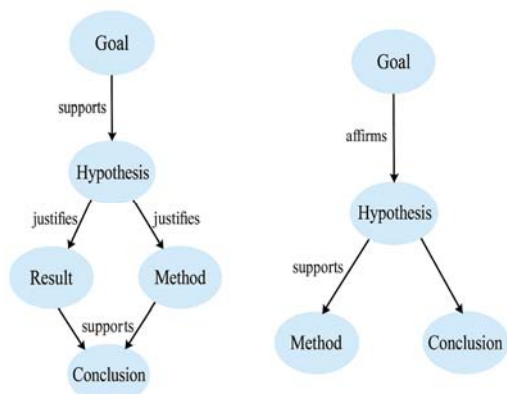 Goal
supports
Hypothesis
justifies justifies
Result Method
supports
Conclusion
Goal
affirms
Hypothesis
supports
Method Conclusion